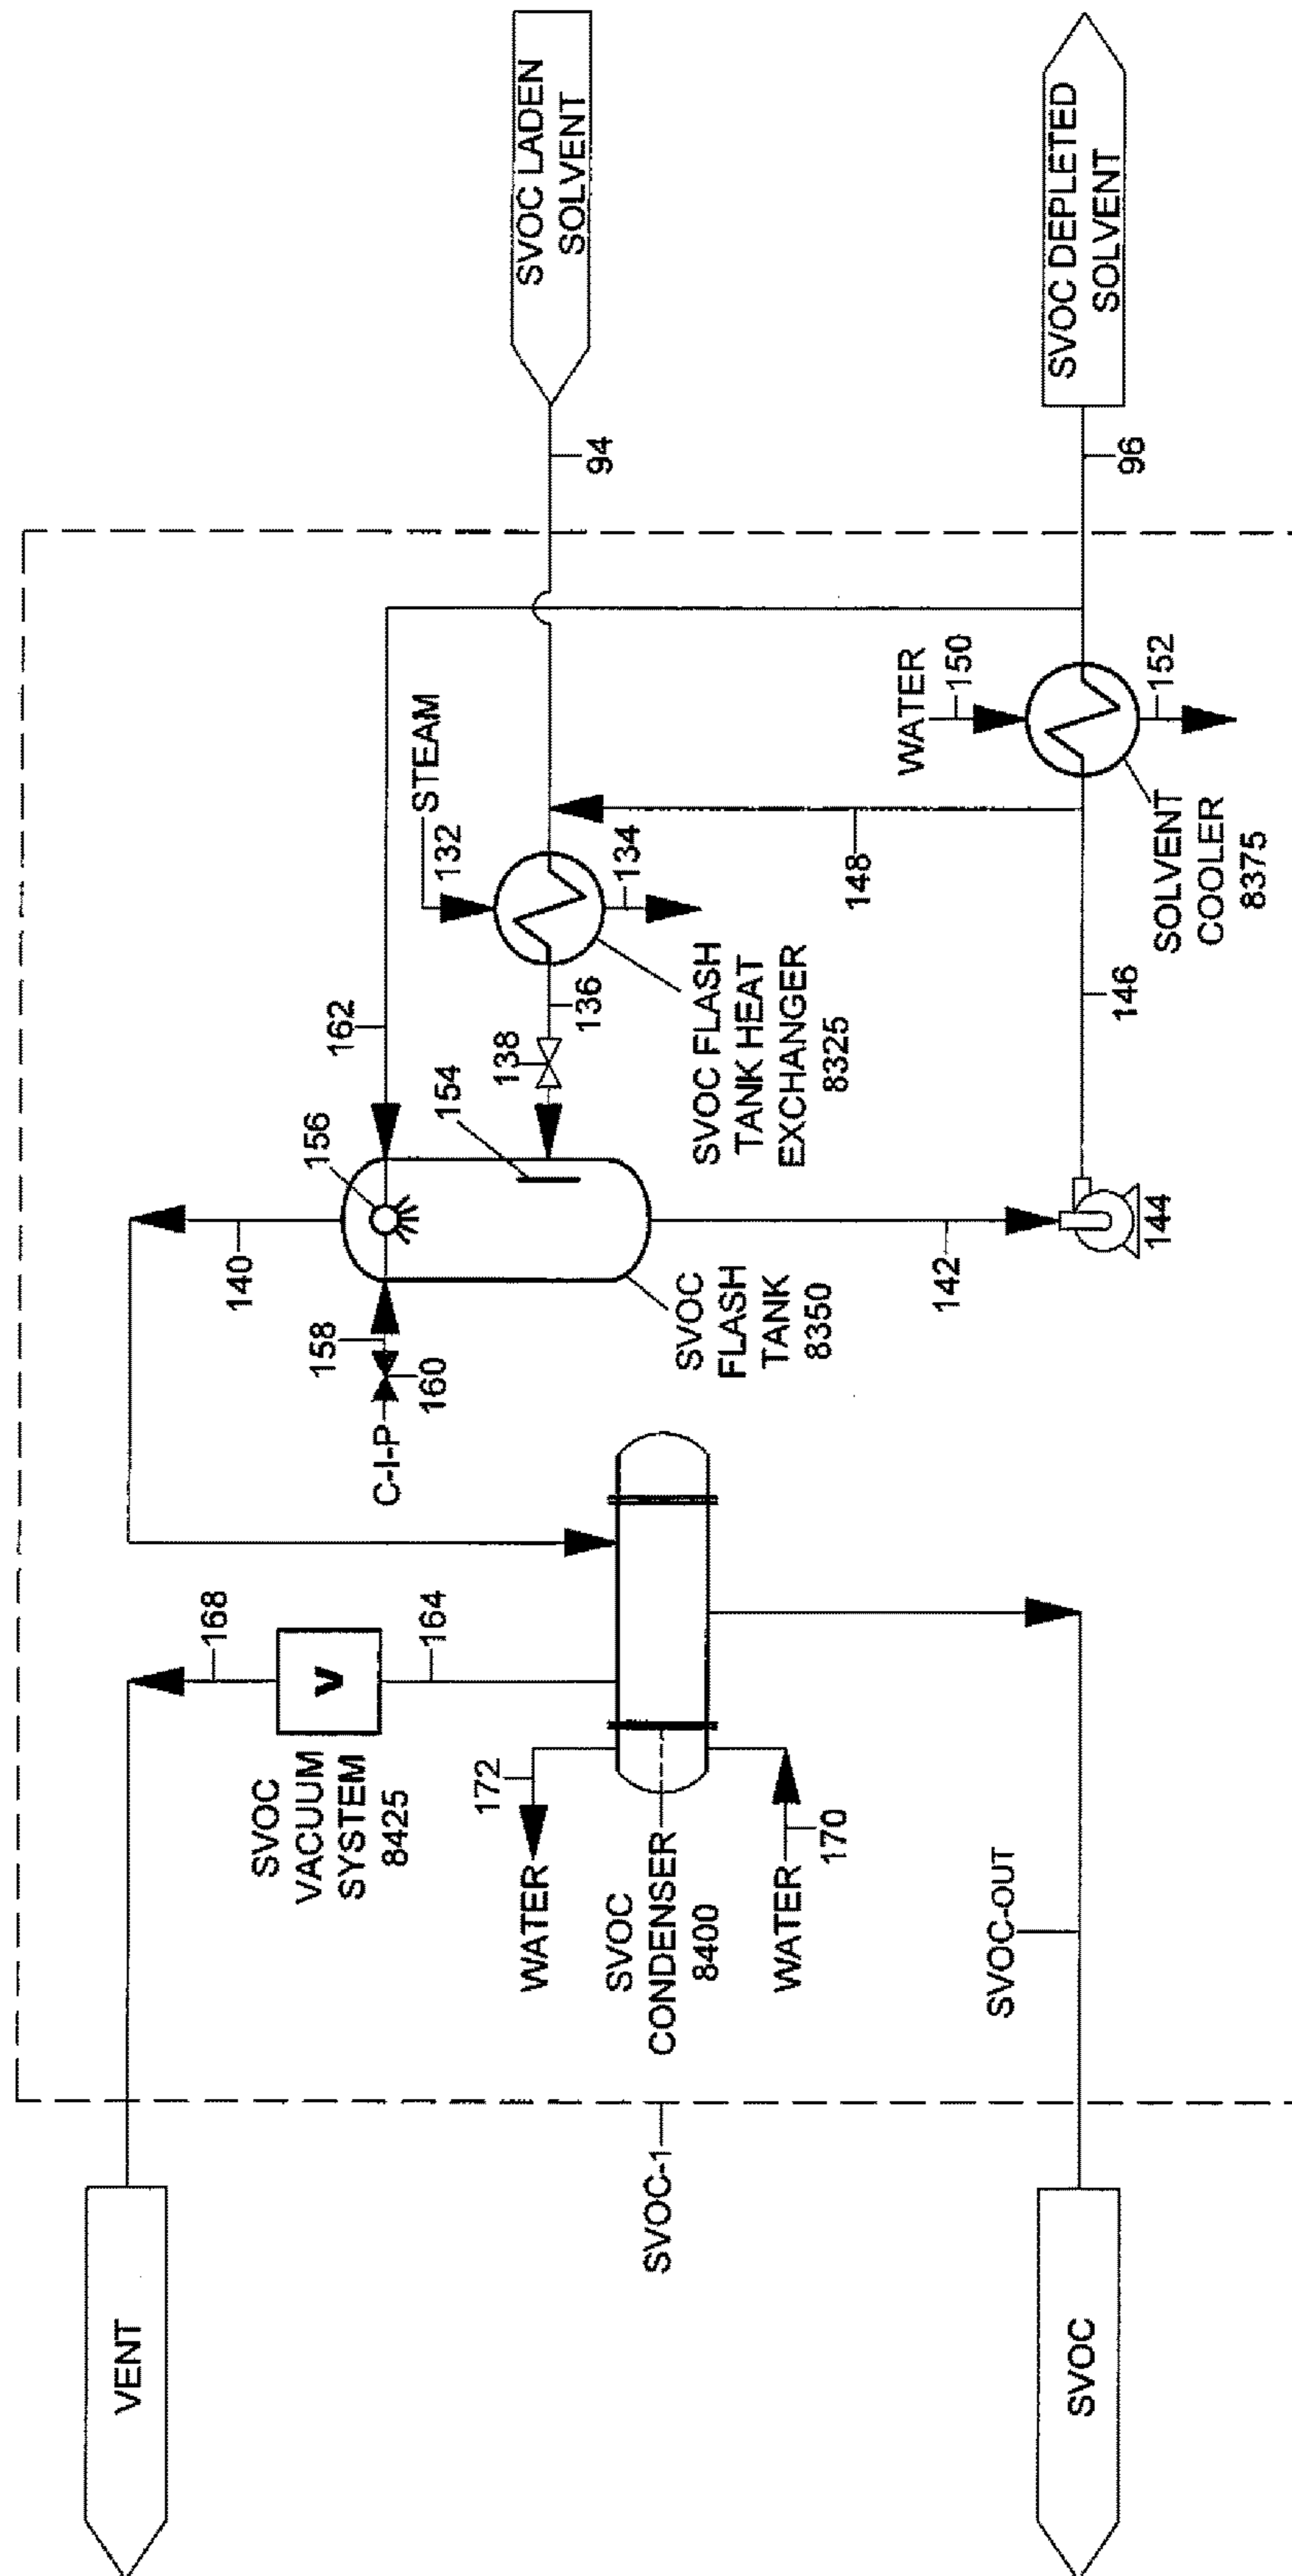 VENT
SVOC
SVOC-1
168
SVOC
VACUUM
SYSTEM
8425
164
172
WATER
SVOC
CONDENSER
8400
WATER
170
SVOC-OUT
140
158
160
C-I-P
156
162
154
SVOC
FLASH
TANK
8350
142
144
138
136
STEAM
132
134
SVOC FLASH
TANK HEAT
EXCHANGER
8325
148
146
WATER
150
152
SOLVENT
COOLER
8375
94
SVOC LADEN
SOLVENT
96
SVOC DEPLETED
SOLVENT